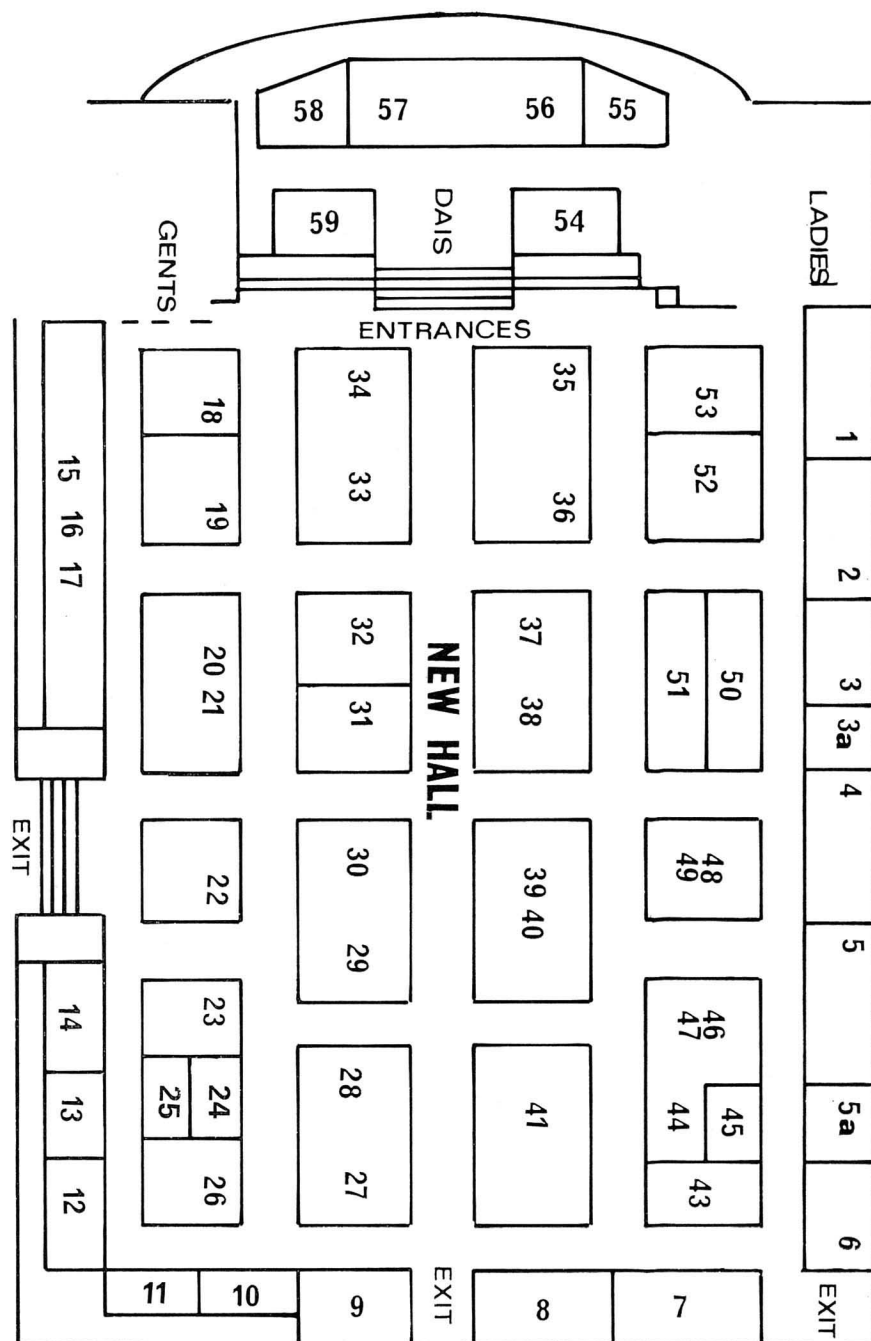 58 57 56 55
59 DAIS 54
GENTS
LADIES
ENTRANCES
18 34 35 53 1
19 33 36 52
15 16 17
2
20 21 32 31 37 38 51 50 3
3a
NEW HALL
4
EXIT
22 30 29 39 40 48 49
5
14 23 46 47
13 25 24 28 41 44 45 5a
12 26 27 43 6
11 10 9 EXIT 8 7 EXIT